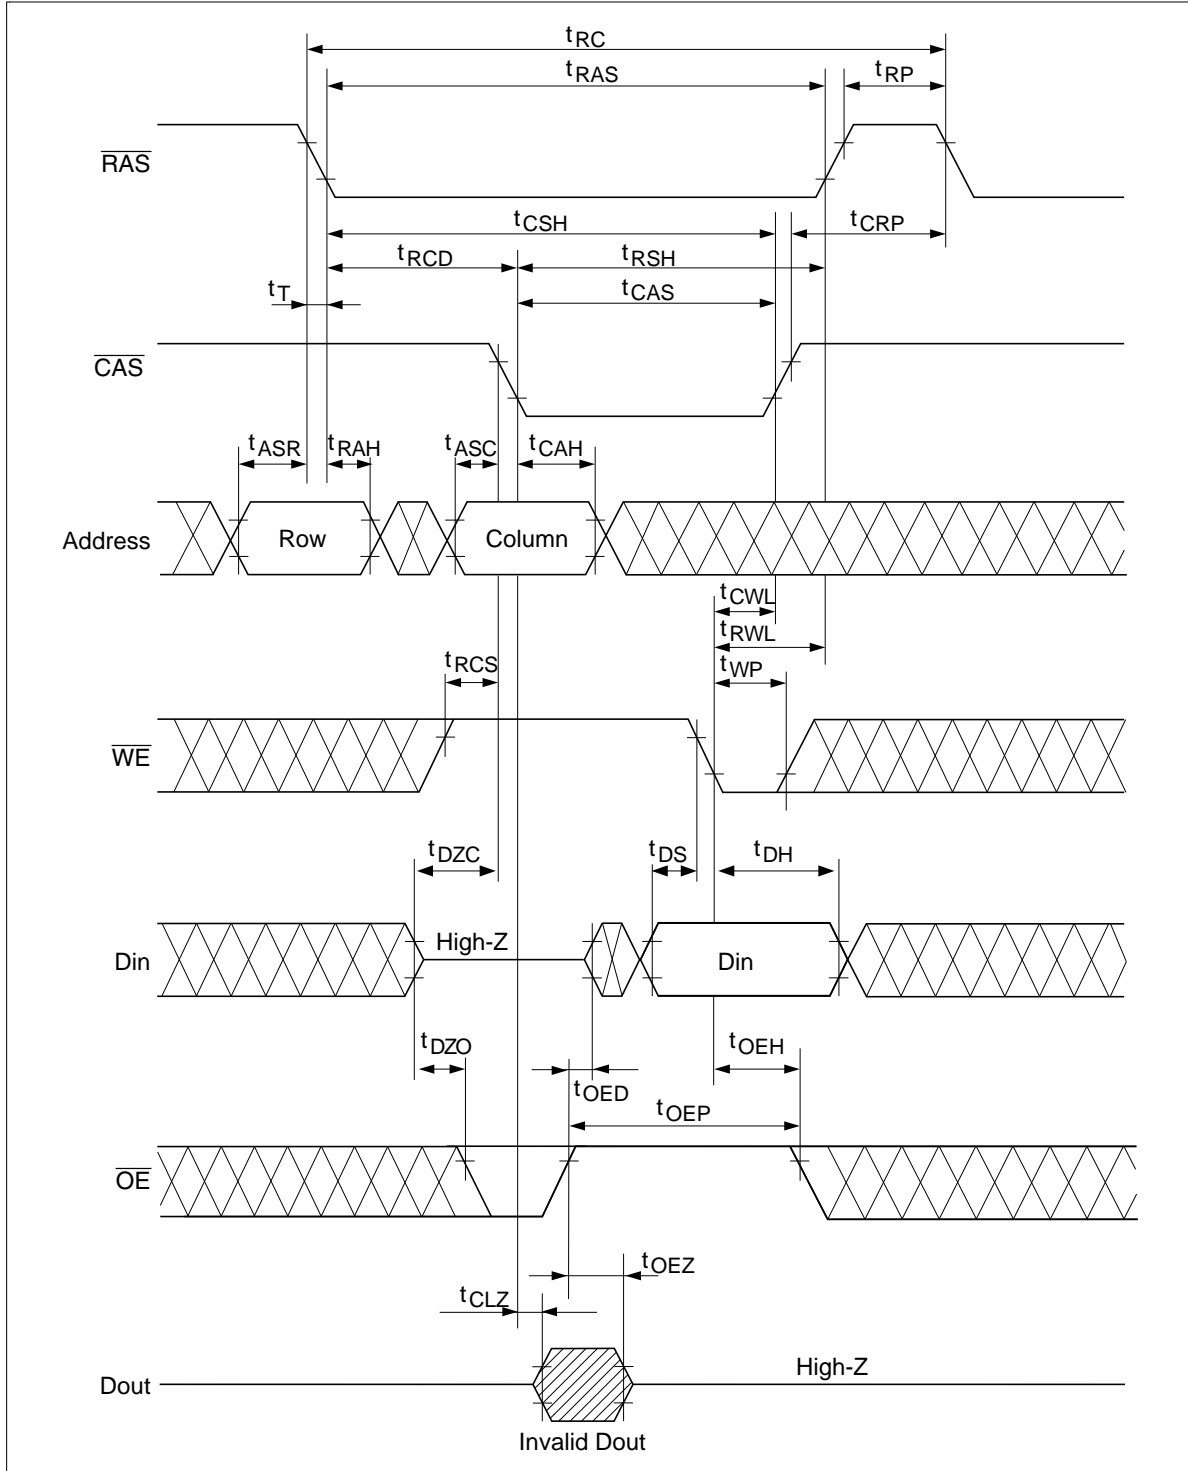 tRC
tRAS
tRP
RAS
tCSH
tCRP
tRCD
tRSH
tT
tCAS
CAS
tASR
tRAH
tASC
tCAH
Address
Row
Column
tCWL
tRWL
tRCS
tWP
WE
tDZC
tDS
tDH
High-Z
Din
Din
tDZO
tOEH
tOED
tOEP
OE
tOEZ
tCLZ
High-Z
Dout
Invalid Dout